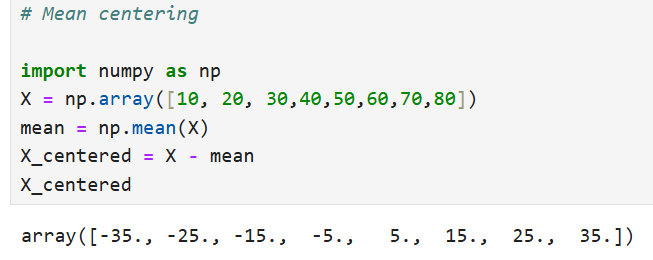 # Mean centering
import numpy as np
X = np.array([10, 20, 30,40,50,60,70,80])
mean = np.mean(X)
X_centered = X - mean
X_centered
array([-35., -25., -15.,  -5.,   5.,  15.,  25.,  35.])